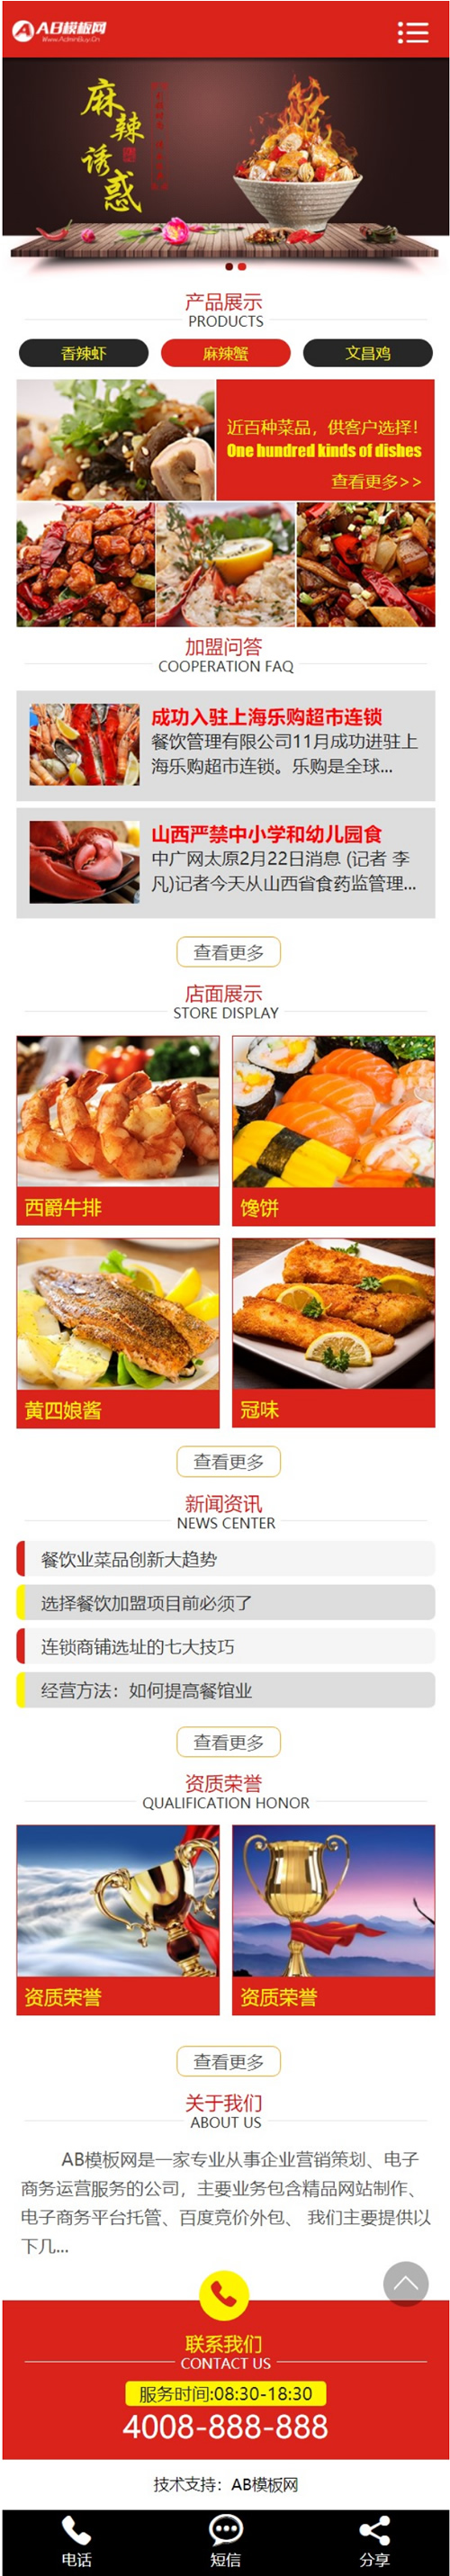 AB模板网
Www.AdminBuy.Cn
麻辣诱惑
产品展示
PRODUCTS
香辣虾
麻辣蟹
文昌鸡
近百种菜品，供客户选择！
One hundred kinds of dishes
查看更多>>
加盟问答
COOPERATION FAQ
成功入驻上海乐购超市连锁
餐饮管理有限公司11月成功进驻上
海乐购超市连锁。乐购是全球...
山西严禁中小学和幼儿园食
中广网太原2月22日消息 (记者 李
凡)记者今天从山西省食药监管理...
查看更多
店面展示
STORE DISPLAY
西爵牛排
馋饼
黄四娘酱
冠味
查看更多
新闻资讯
NEWS CENTER
餐饮业菜品创新大趋势
选择餐饮加盟项目前必须了
连锁商铺选址的七大技巧
经营方法：如何提高餐馆业
查看更多
资质荣誉
QUALIFICATION HONOR
资质荣誉
资质荣誉
查看更多
关于我们
ABOUT US
AB模板网是一家专业从事企业营销策划、电子
商务运营服务的公司，主要业务包含精品网站制作、
电子商务平台托管、百度竞价外包、 我们主要提供以
下几...
联系我们
CONTACT US
服务时间:08:30-18:30
4008-888-888
技术支持：AB模板网
电话
短信
分享